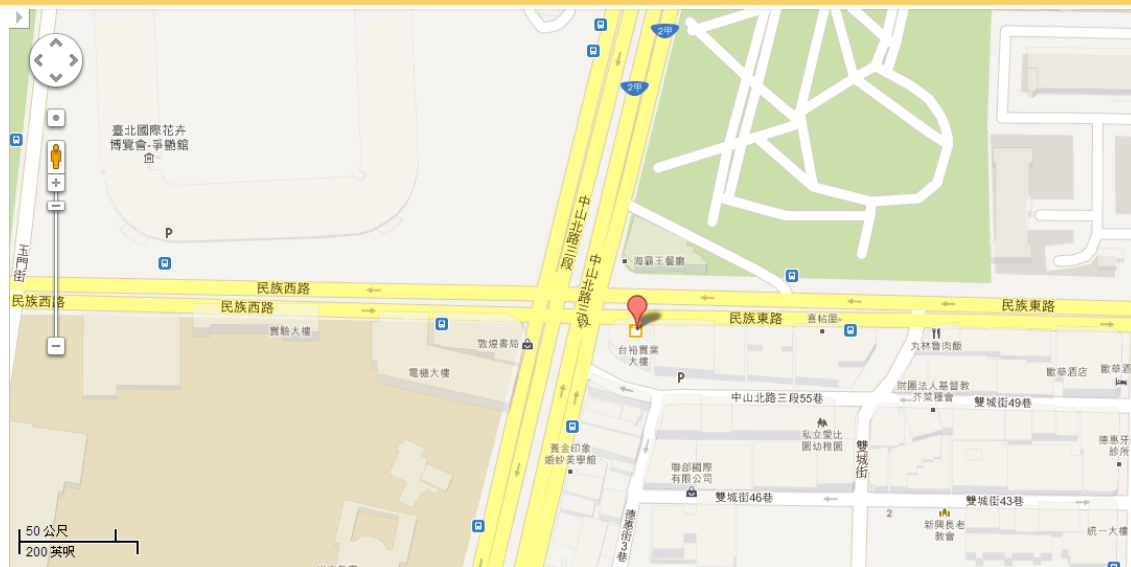 2甲
2甲
臺北國際花卉
博覽會-爭艷館
P
玉門街
中山北路三段
中山北路三段
海霸王餐廳
民族西路
民族西路
民族西路
民族東路
民族東路
喜帖屋
實驗大樓
電機大樓
敦煌書局
台裕實業
大樓
P
丸林魯肉飯
歐華酒店
歐華酒
財團法人基督教
芥菜種會
中山北路三段55巷
雙城街49巷
私立愛比
園幼稚園
雙城街
黃金印象
婚紗美學館
德惠牙
診所
聯邰國際
有限公司
雙城街46巷
雙城街43巷
德惠街3巷
2
新興長老
教會
統一大樓
50 公尺
200 英呎